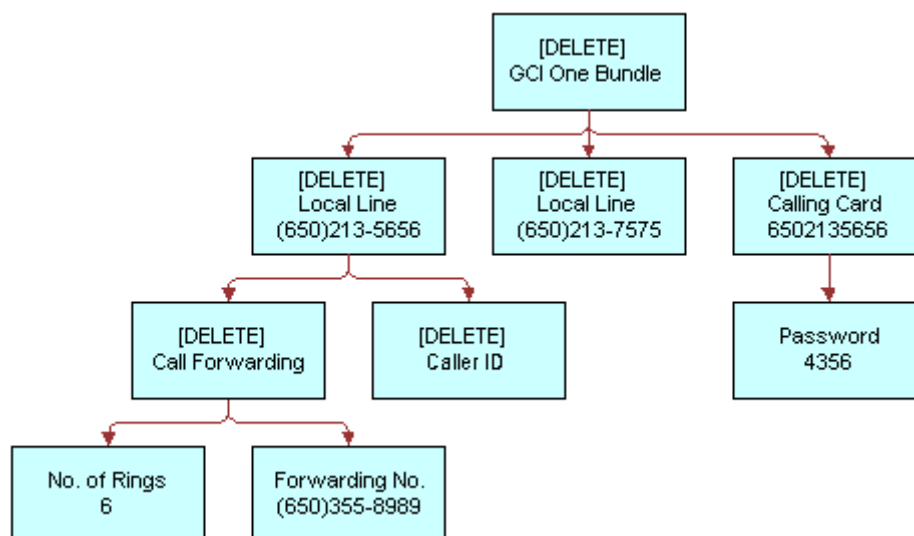 [DELETE]
GCI One Bundle
[DELETE]
Local Line
(650)213-5656
[DELETE]
Local Line
(650)213-7575
[DELETE]
Calling Card
6502135656
[DELETE]
Call Forwarding
[DELETE]
Caller ID
Password
4356
No. of Rings
6
Forwarding No.
(650)355-8989